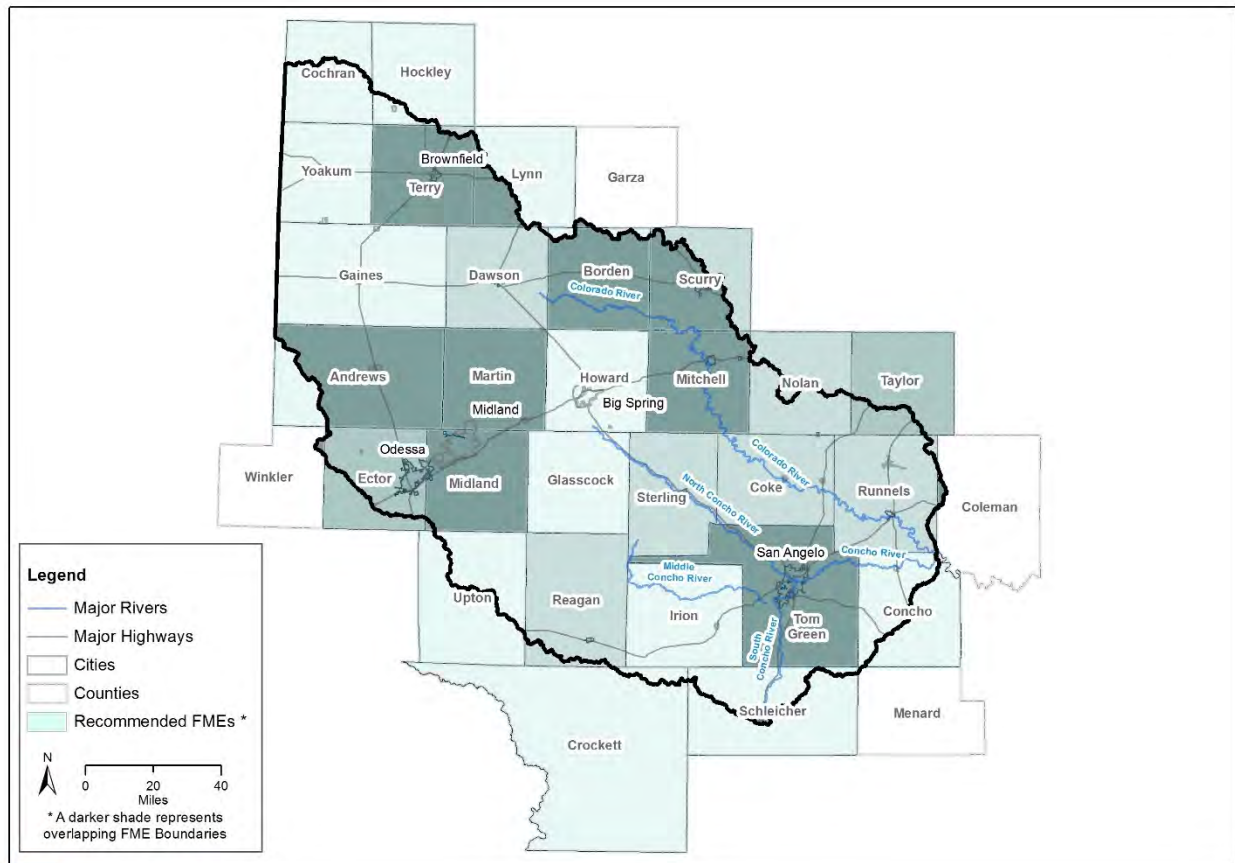 Cochran
Hockley
Brownfield
Yoakum
Lynn
Garza
Terry
Gaines
Dawson
Borden
Scurry
Colorado River
Andrews
Martin
Howard
Mitchell
Nolan
Taylor
Midland
Big Spring
Odessa
Winkler
Ector
Midland
Glasscock
Sterling
North Concho River
Coke
Colorado River
Runnels
Coleman
San Angelo
Concho River
Middle
Concho River
Upton
Reagan
Irion
Tom
Green
Concho
South
Concho River
Schleicher
Menard
Crockett
Legend
Major Rivers
Major Highways
Cities
Counties
Recommended FMEs *
N
0 20 40
Miles
* A darker shade represents
overlapping FME Boundaries